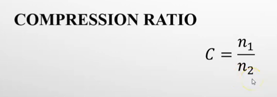 COMPRESSION RATIO
C = n₁/n₂